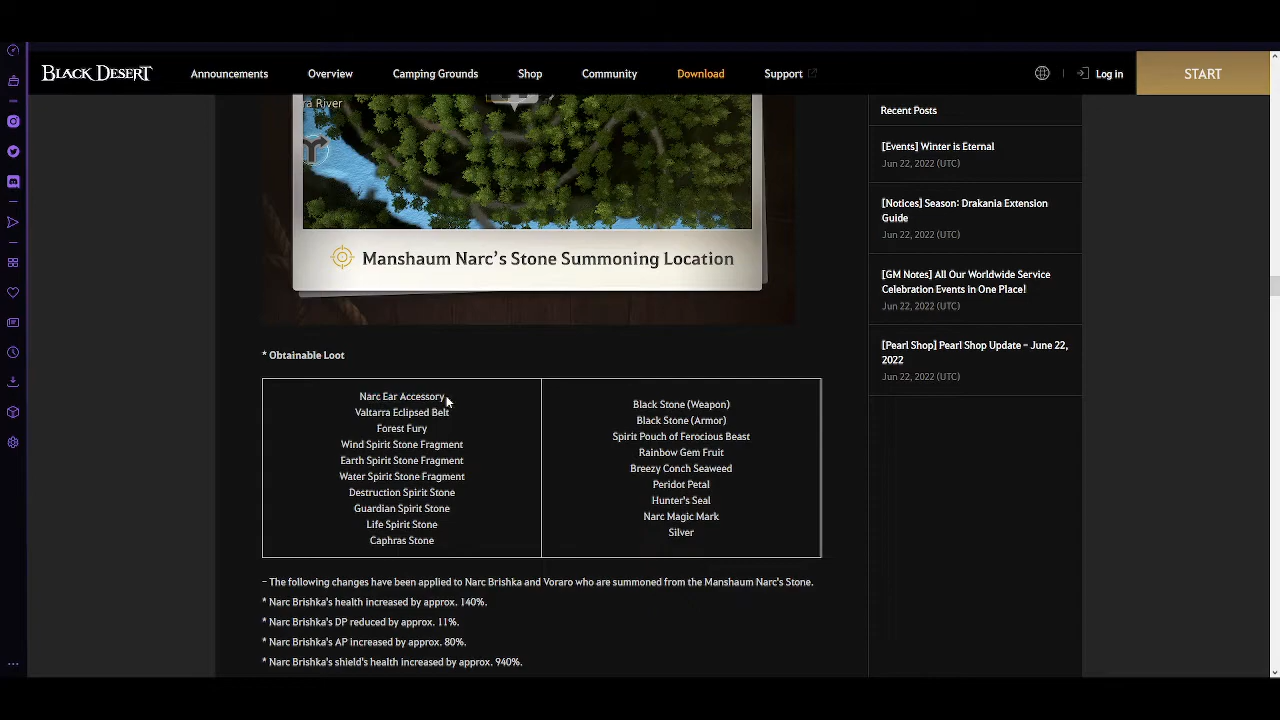 BLACK DESERT
Announcements
Overview
Camping Grounds
Shop
Community
Download
Support
Log in
START
ra River
Manshaum Narc's Stone Summoning Location
* Obtainable Loot
Narc Ear Accessory
Valtarra Eclipsed Belt
Forest Fury
Wind Spirit Stone Fragment
Earth Spirit Stone Fragment
Water Spirit Stone Fragment
Destruction Spirit Stone
Guardian Spirit Stone
Life Spirit Stone
Caphras Stone
Black Stone (Weapon)
Black Stone (Armor)
Spirit Pouch of Ferocious Beast
Rainbow Gem Fruit
Breezy Conch Seaweed
Peridot Petal
Hunter's Seal
Narc Magic Mark
Silver
– The following changes have been applied to Narc Brishka and Voraro who are summoned from the Manshaum Narc's Stone.
* Narc Brishka's health increased by approx. 140%.
* Narc Brishka's DP reduced by approx. 11%.
* Narc Brishka's AP increased by approx. 80%.
* Narc Brishka's shield's health increased by approx. 940%.
Recent Posts
[Events] Winter is Eternal
Jun 22, 2022 (UTC)
[Notices] Season: Drakania Extension
Guide
Jun 22, 2022 (UTC)
[GM Notes] All Our Worldwide Service
Celebration Events in One Place!
Jun 22, 2022 (UTC)
[Pearl Shop] Pearl Shop Update – June 22,
2022
Jun 22, 2022 (UTC)